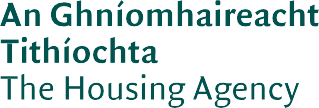 An Ghníomhaireacht
Tithíochta
The Housing Agency